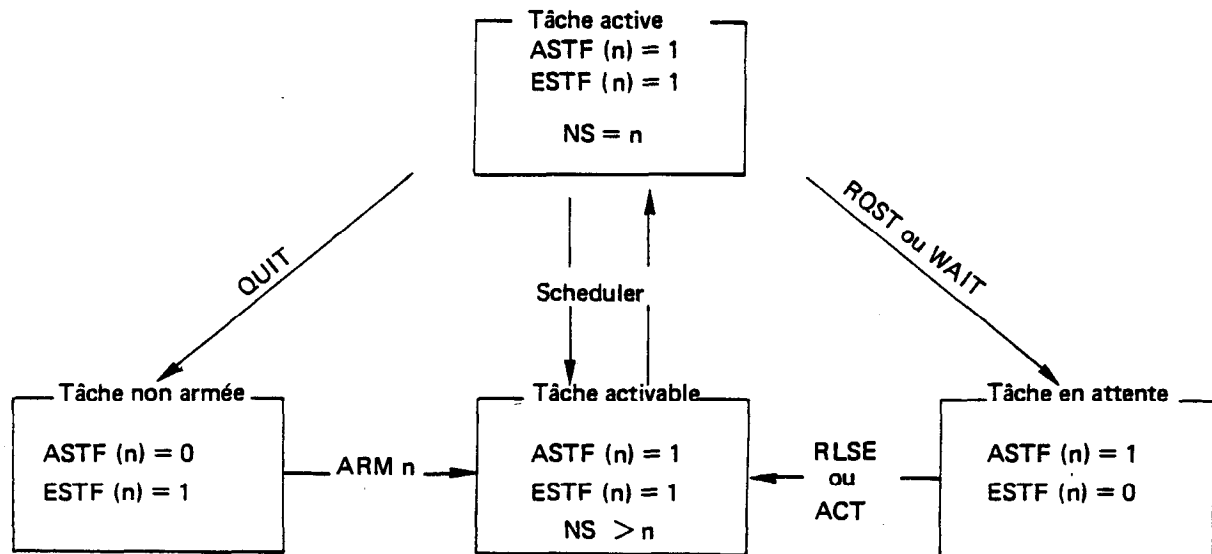 Tâche active
ASTF (n) = 1
ESTF (n) = 1
NS = n
QUIT
Scheduler
RQST ou WAIT
Tâche non armée
ASTF (n) = 0
ESTF (n) = 1
ARM n
Tâche activable
ASTF (n) = 1
ESTF (n) = 1
NS > n
RLSE
ou
ACT
Tâche en attente
ASTF (n) = 1
ESTF (n) = 0